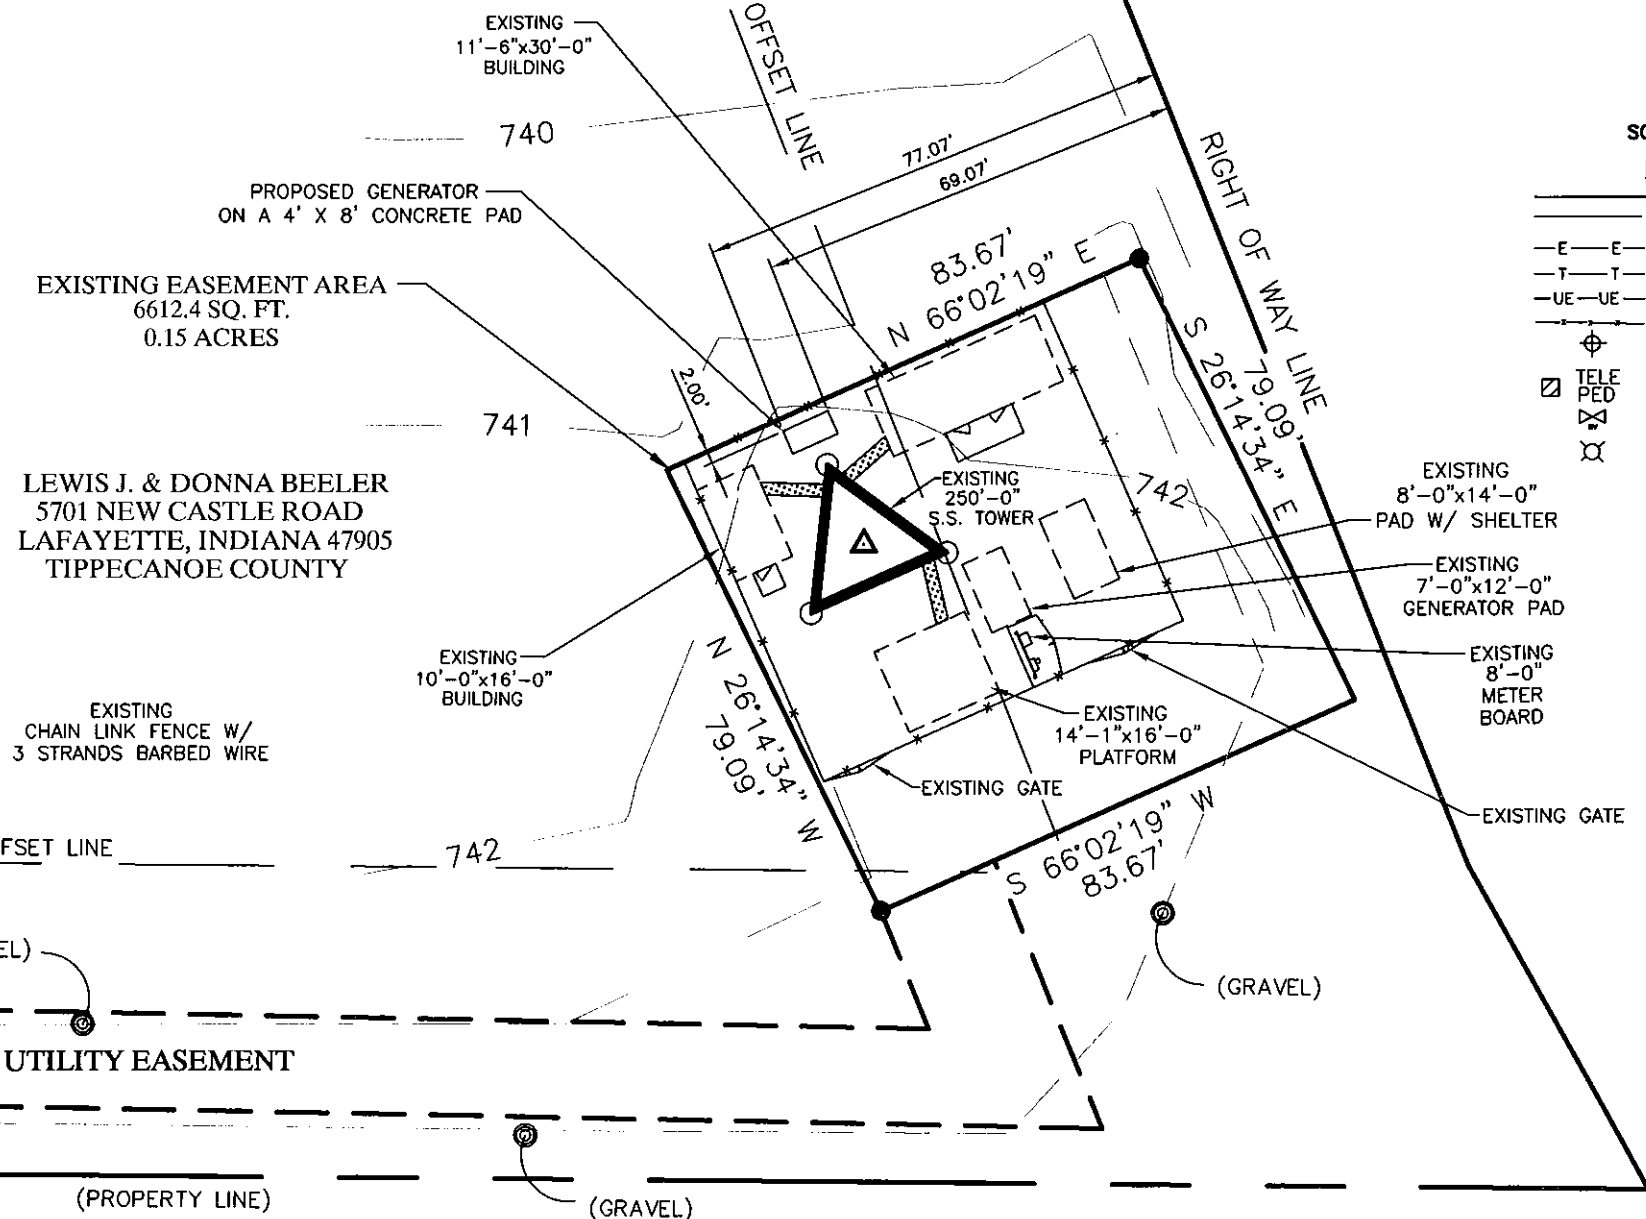 EXISTING
11'-6"x30'-0"
BUILDING
OFFSET LINE
740
77.07'
69.07'
RIGHT OF WAY LINE
PROPOSED GENERATOR
ON A 4' X 8' CONCRETE PAD
83.67'
N 66°02'19" E
E E
T T
UE UE
TELE
PED
EXISTING EASEMENT AREA
6612.4 SQ. FT.
0.15 ACRES
2.00'
S 26°14'34" E
79.09'
741
LEWIS J. & DONNA BEELER
5701 NEW CASTLE ROAD
LAFAYETTE, INDIANA 47905
TIPPECANOE COUNTY
EXISTING
250'-0"
S.S. TOWER
742
EXISTING
8'-0"x14'-0"
PAD W/ SHELTER
EXISTING
7'-0"x12'-0"
GENERATOR PAD
EXISTING
8'-0"
METER
BOARD
EXISTING
10'-0"x16'-0"
BUILDING
N 26°14'34" W
79.09'
EXISTING
CHAIN LINK FENCE W/
3 STRANDS BARBED WIRE
EXISTING
14'-1"x16'-0"
PLATFORM
EXISTING GATE
EXISTING GATE
FSET LINE
742
S 66°02'19" W
83.67'
EL)
(GRAVEL)
UTILITY EASEMENT
(PROPERTY LINE)
(GRAVEL)